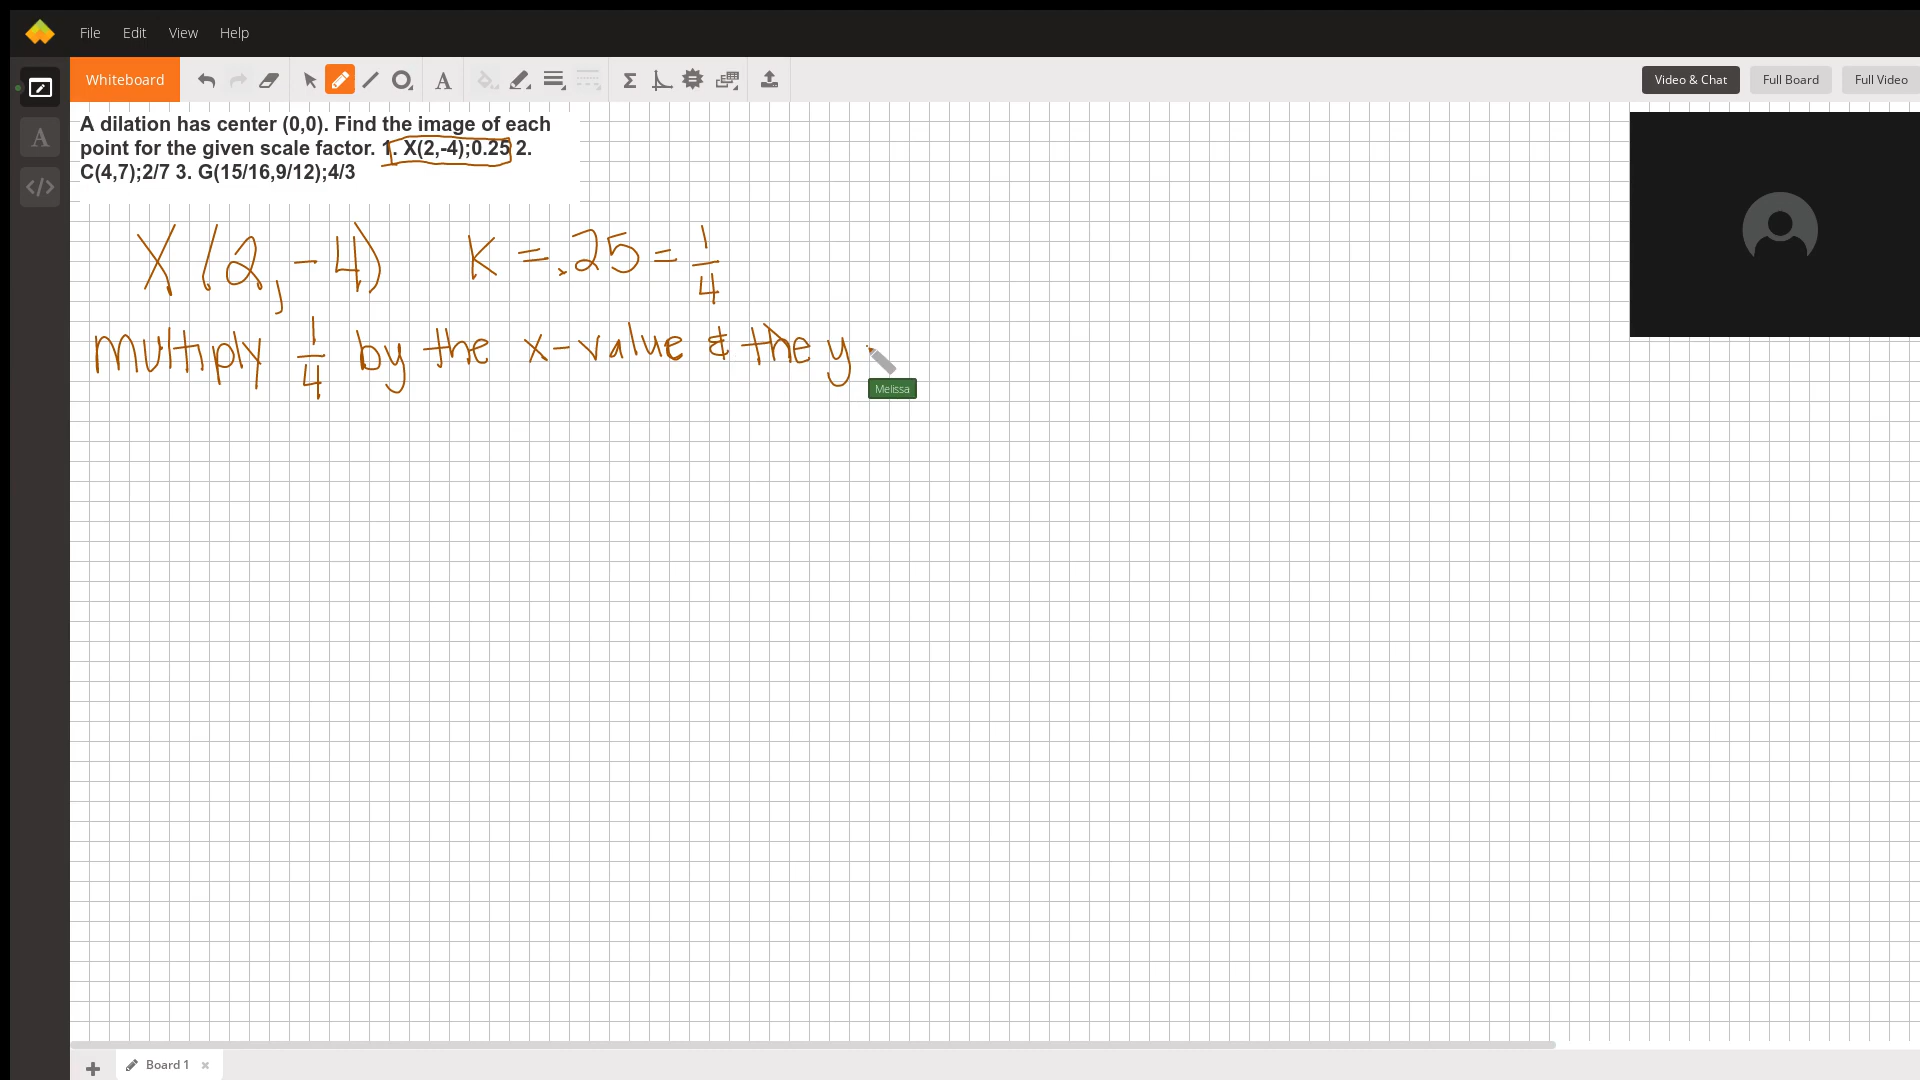 File Edit View Help
Whiteboard A Σ Video & Chat Full Board Full Video
A dilation has center (0,0). Find the image of each
point for the given scale factor. 1. X(2,-4);0.25 2.
C(4,7);2/7 3. G(15/16,9/12);4/3
X (2, -4) K = .25 = 1/4
multiply 1/4 by the x-value & the y
Melissa
Board 1